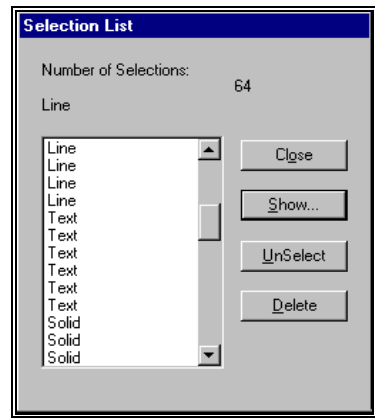 Selection List
Number of Selections:
64
Line
Line
Line
Line
Line
Text
Text
Text
Text
Text
Text
Solid
Solid
Solid
Close
Show...
UnSelect
Delete